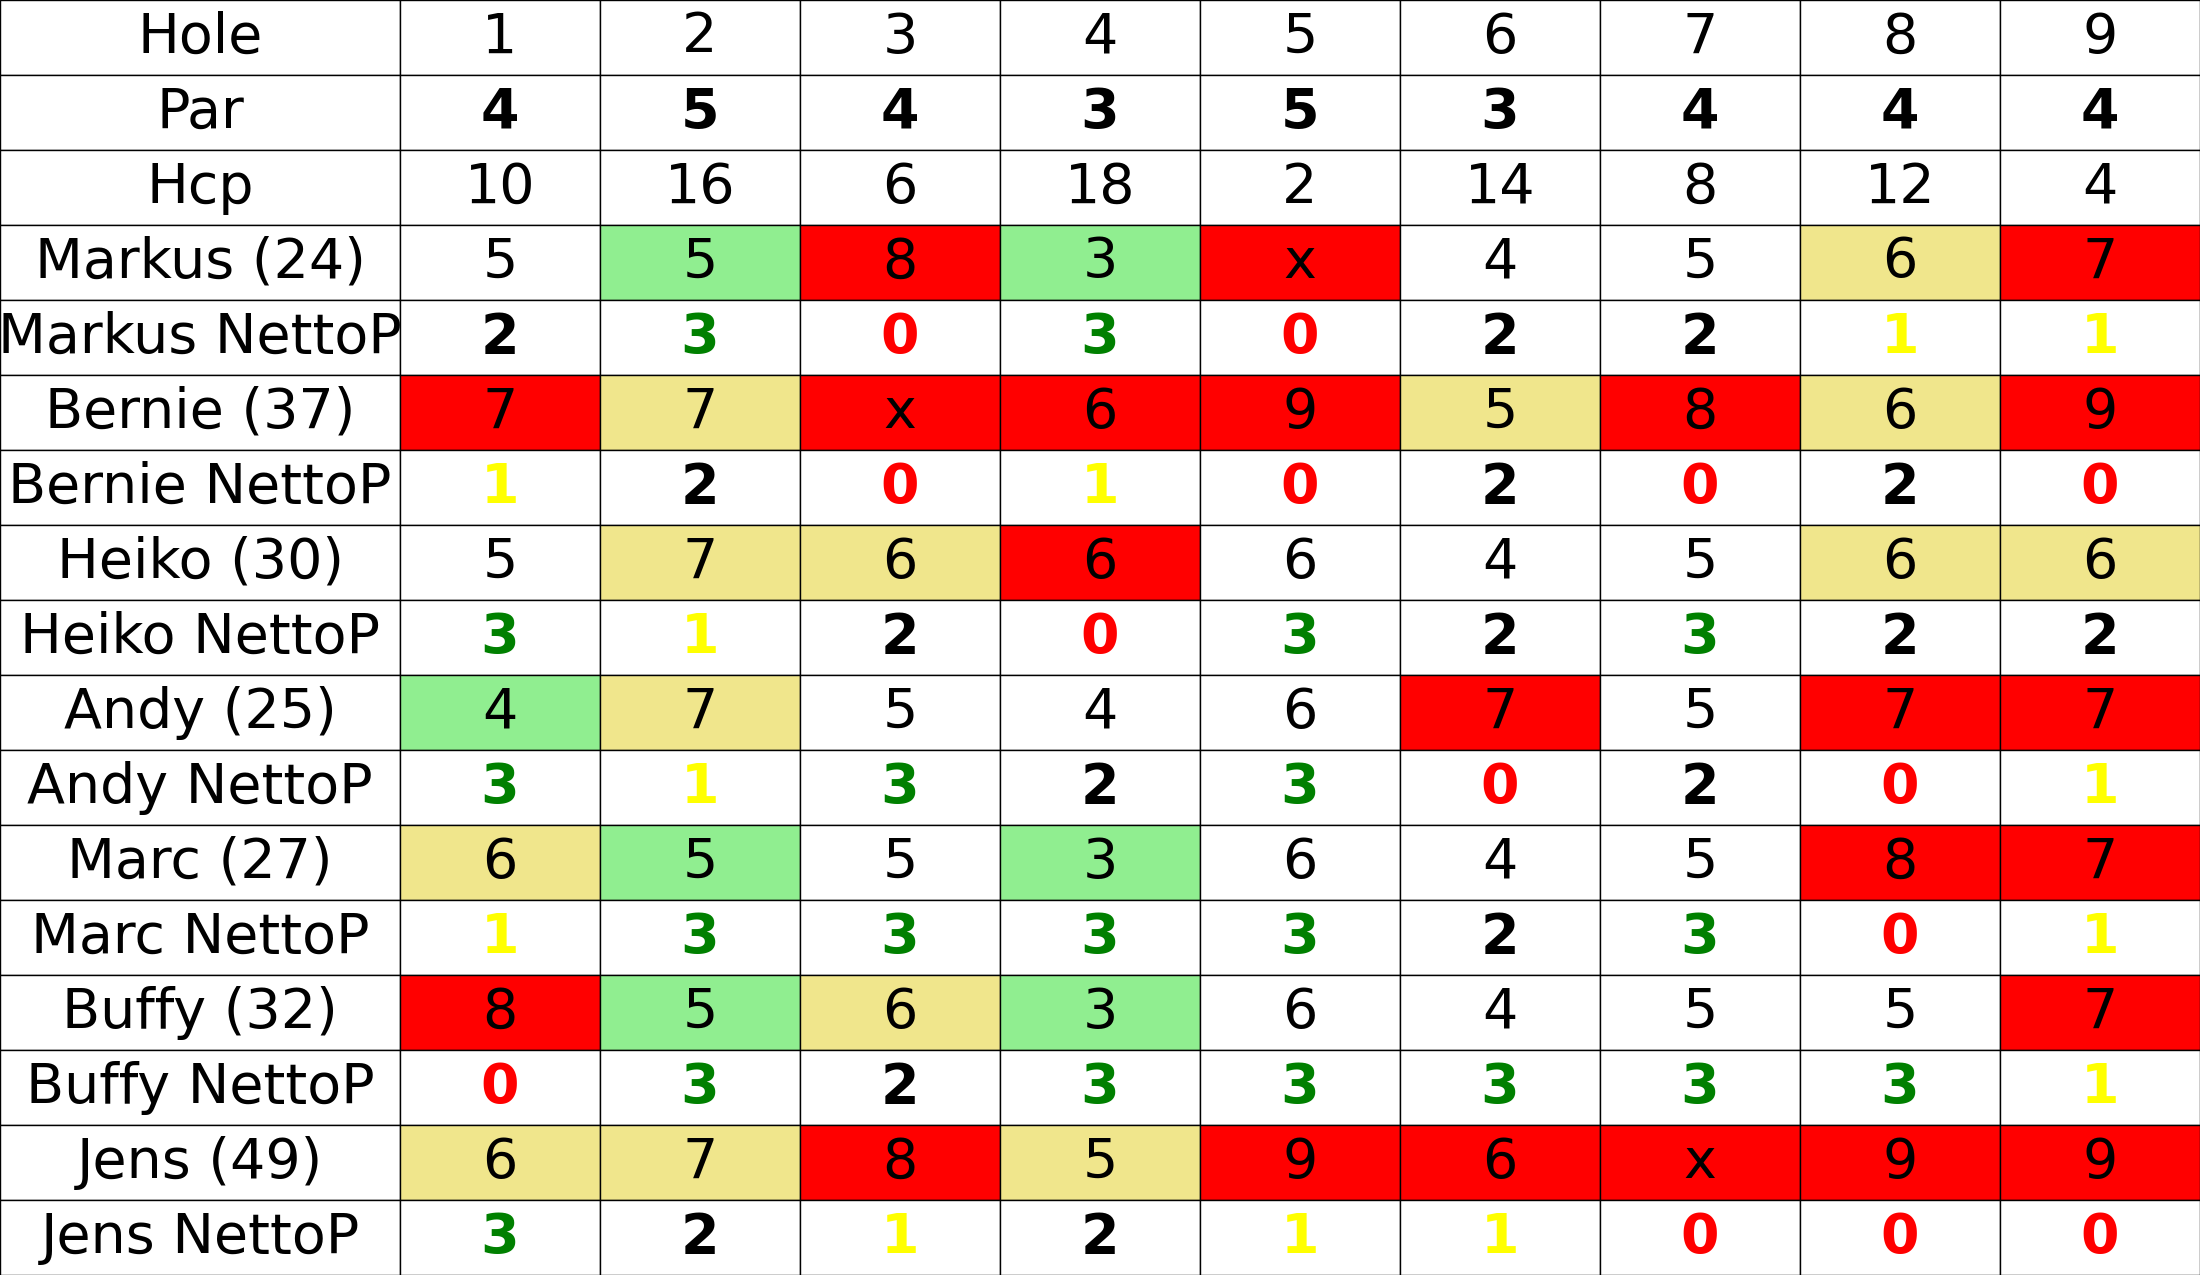 Hole 1 2 3 4 5 6 7 8 9
Par 4 5 4 3 5 3 4 4 4
Hcp 10 16 6 18 2 14 8 12 4
Markus (24) 5 5 8 3 x 4 5 6 7
Markus NettoP 2 3 0 3 0 2 2 1 1
Bernie (37) 7 7 x 6 9 5 8 6 9
Bernie NettoP 1 2 0 1 0 2 0 2 0
Heiko (30) 5 7 6 6 6 4 5 6 6
Heiko NettoP 3 1 2 0 3 2 3 2 2
Andy (25) 4 7 5 4 6 7 5 7 7
Andy NettoP 3 1 3 2 3 0 2 0 1
Marc (27) 6 5 5 3 6 4 5 8 7
Marc NettoP 1 3 3 3 3 2 3 0 1
Buffy (32) 8 5 6 3 6 4 5 5 7
Buffy NettoP 0 3 2 3 3 3 3 3 1
Jens (49) 6 7 8 5 9 6 x 9 9
Jens NettoP 3 2 1 2 1 1 0 0 0